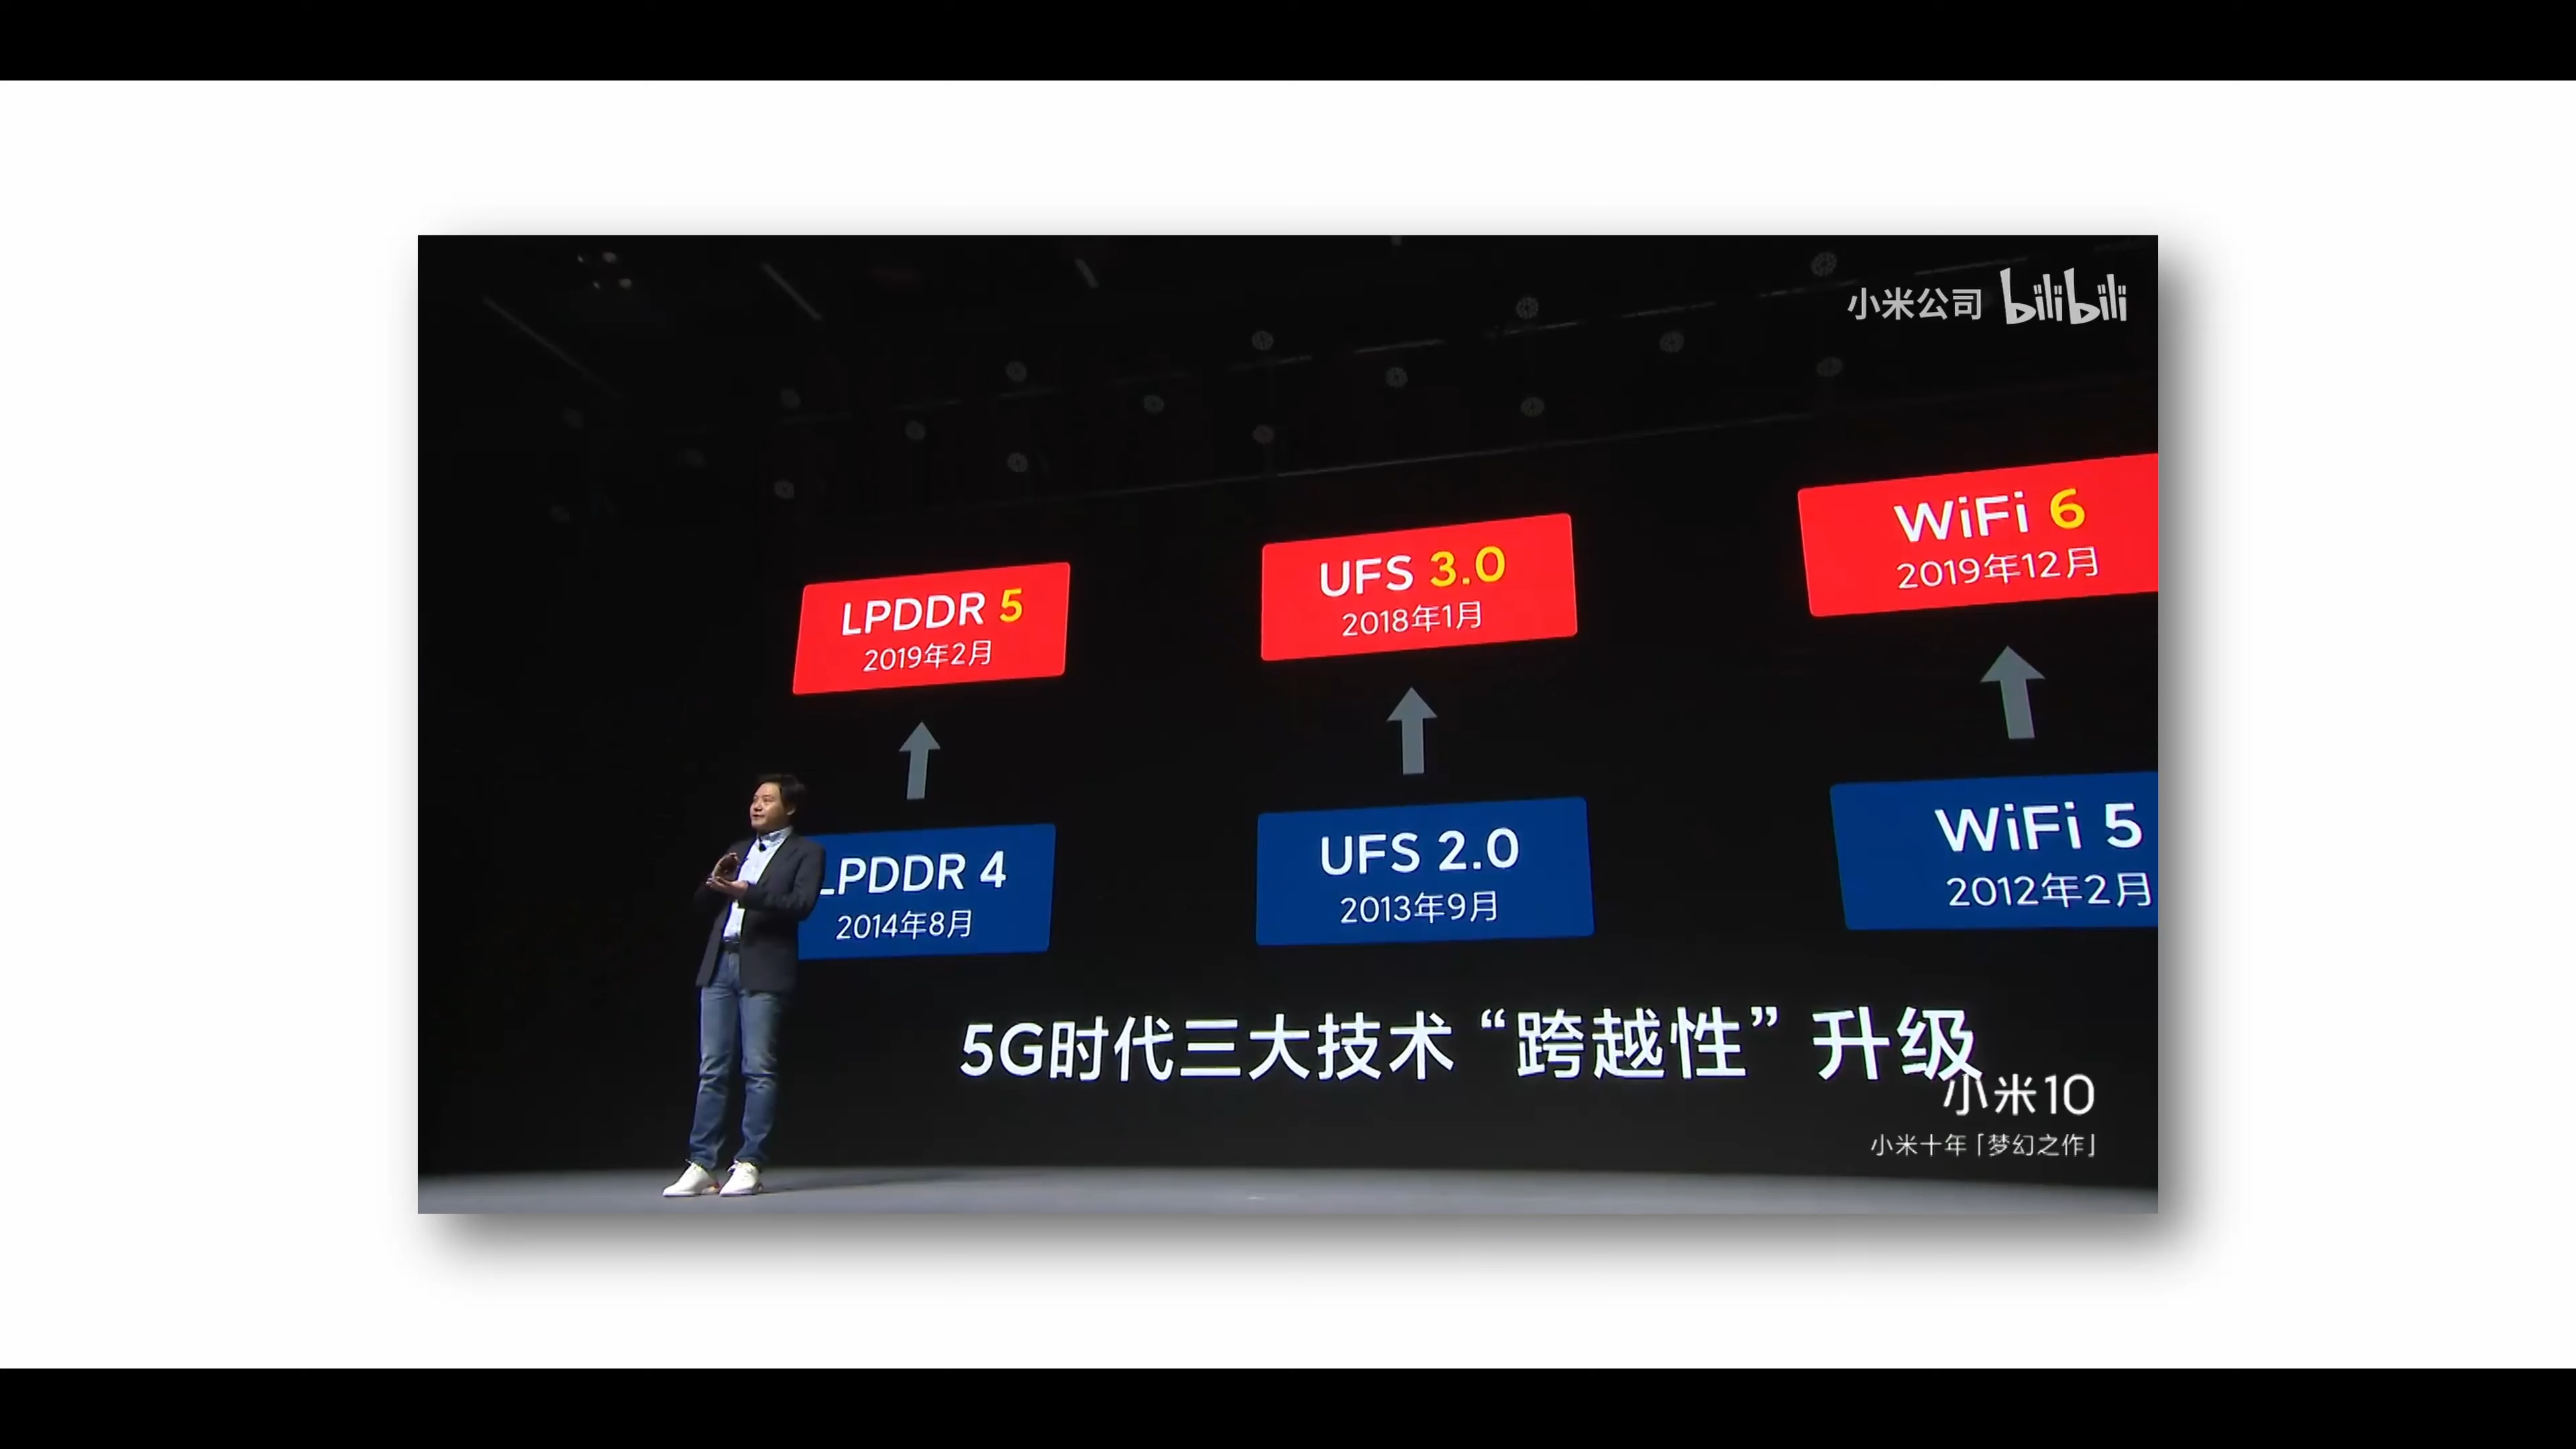 小米公司 bilibili
LPDDR 5
2019年2月
UFS 3.0
2018年1月
WiFi 6
2019年12月
LPDDR 4
2014年8月
UFS 2.0
2013年9月
WiFi 5
2012年2月
5G时代三大技术“跨越性”升级
小米10
小米十年「梦幻之作」